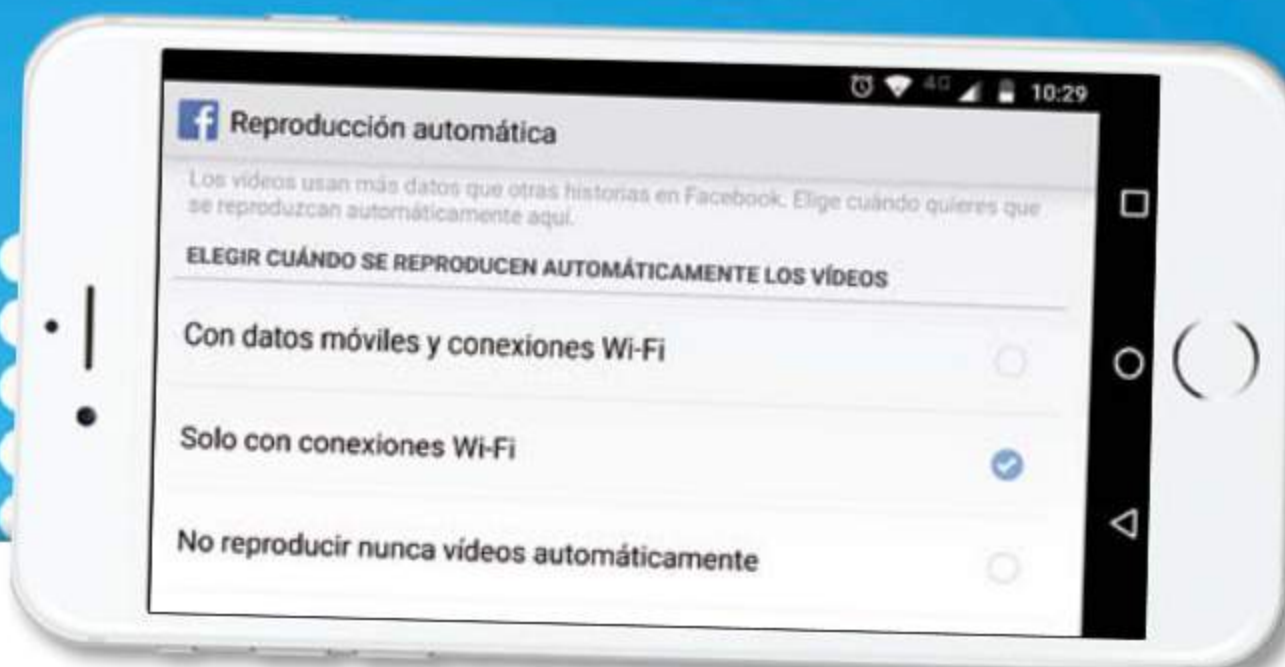 4G 10:29
f Reproducción automática
Los vídeos usan más datos que otras historias en Facebook. Elige cuándo quieres que
se reproduzcan automáticamente aquí.
ELEGIR CUÁNDO SE REPRODUCEN AUTOMÁTICAMENTE LOS VÍDEOS
Con datos móviles y conexiones Wi-Fi
Solo con conexiones Wi-Fi
No reproducir nunca vídeos automáticamente